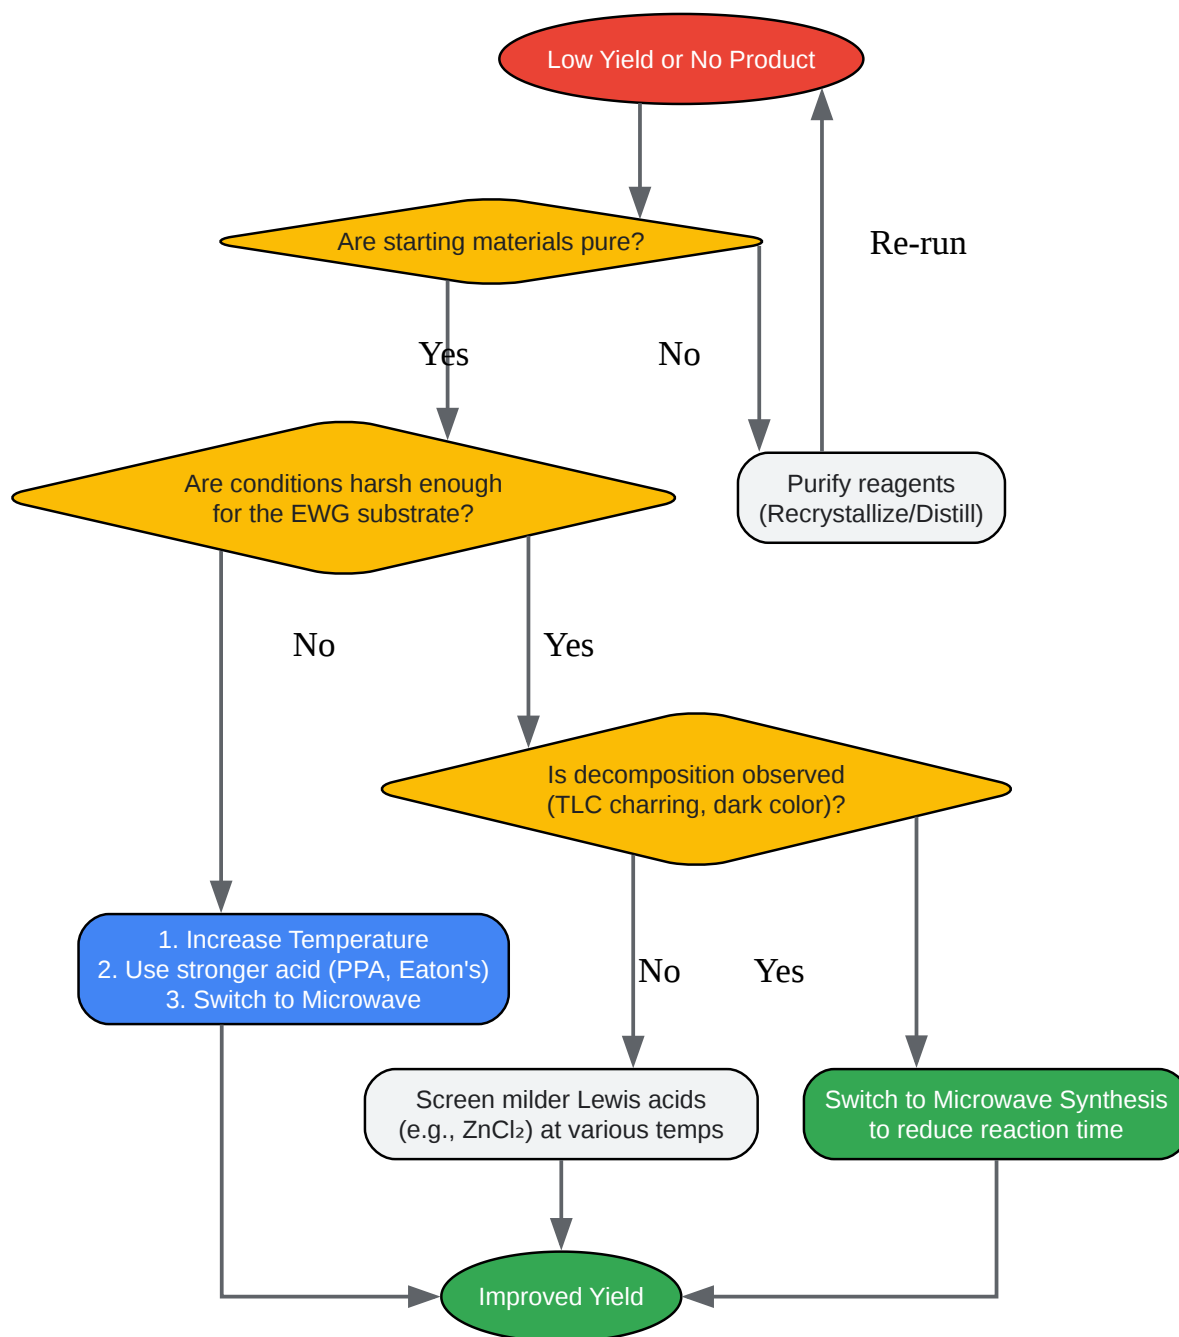 Low Yield or No Product
Are starting materials pure?
Re-run
Yes
No
Are conditions harsh enough
for the EWG substrate?
Purify reagents
(Recrystallize/Distill)
No
Yes
Is decomposition observed
(TLC charring, dark color)?
1. Increase Temperature
2. Use stronger acid (PPA, Eaton's)
3. Switch to Microwave
No
Yes
Screen milder Lewis acids
(e.g., ZnCl₂) at various temps
Switch to Microwave Synthesis
to reduce reaction time
Improved Yield